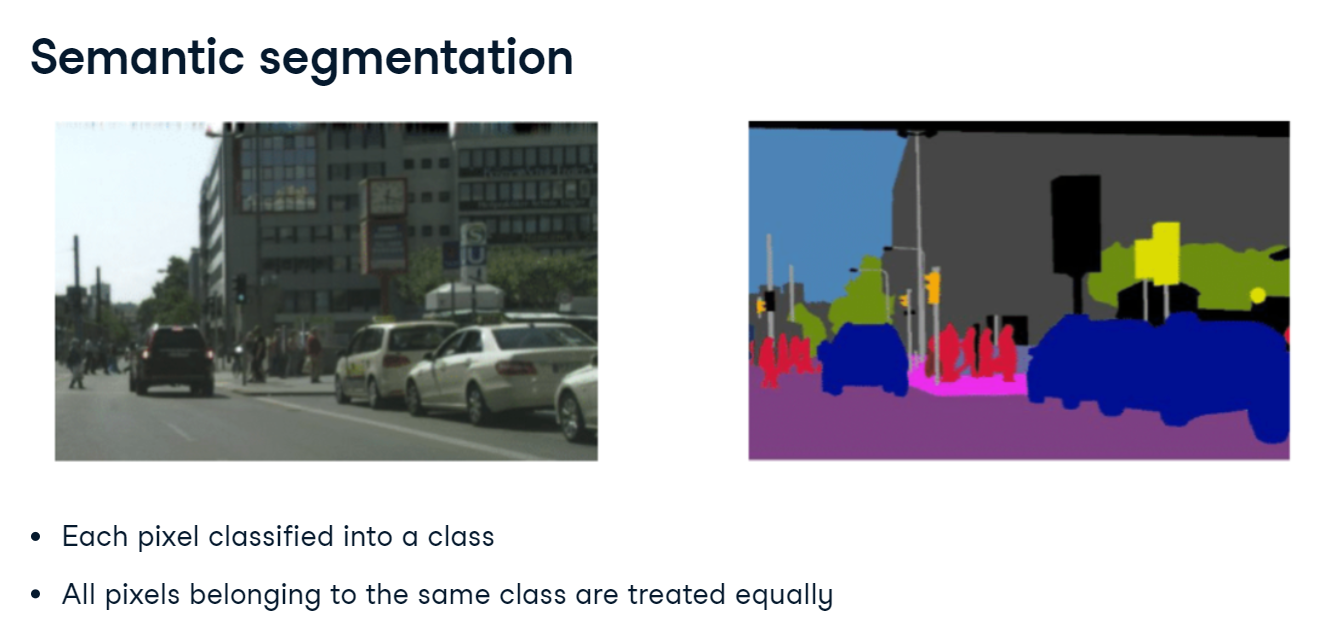 Semantic segmentation
S
U
• Each pixel classified into a class
• All pixels belonging to the same class are treated equally